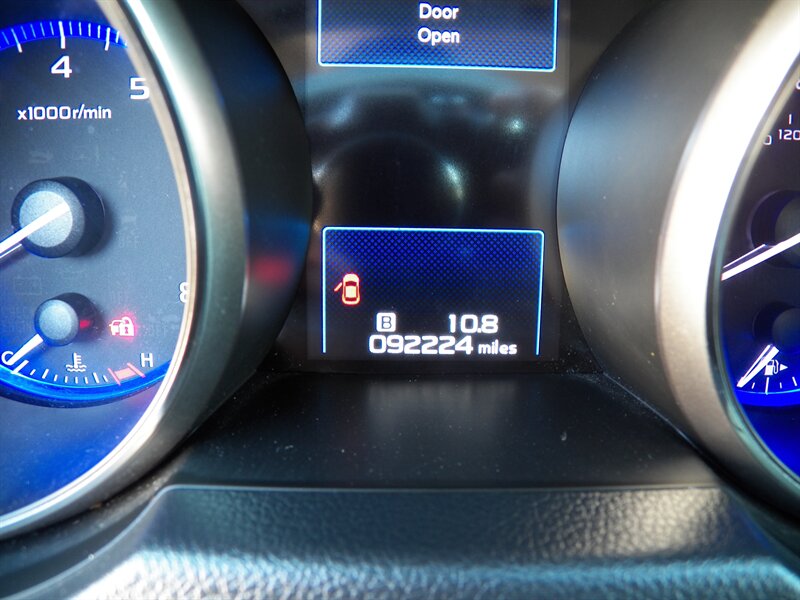 Door
Open
4
5
x1000r/min
8
C
H
B 10.8
092224 miles
120